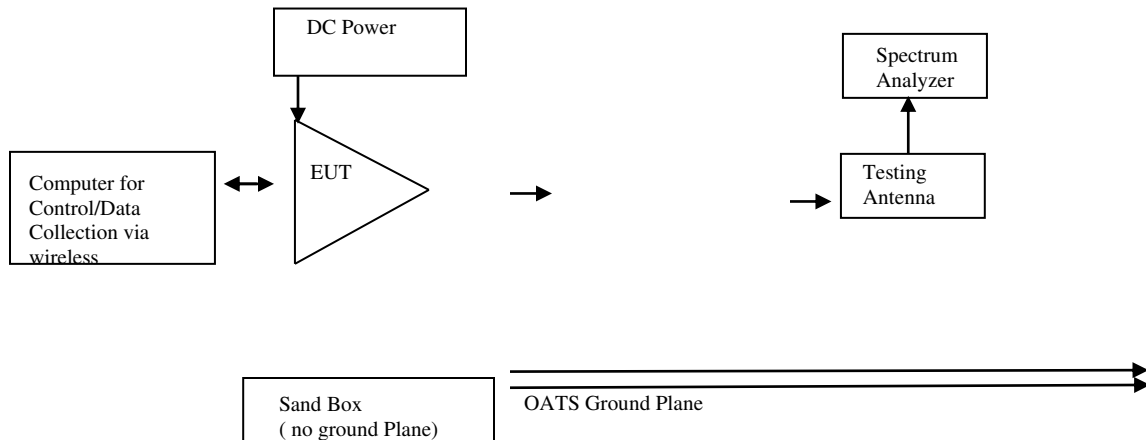 DC Power
Spectrum
Analyzer
EUT
Testing
Antenna
Computer for
Control/Data
Collection via
wireless
Sand Box
( no ground Plane)
OATS Ground Plane